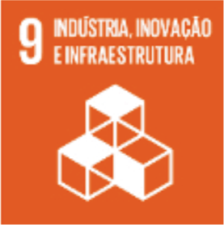 9 INDÚSTRIA, INOVAÇÃO
E INFRAESTRUTURA